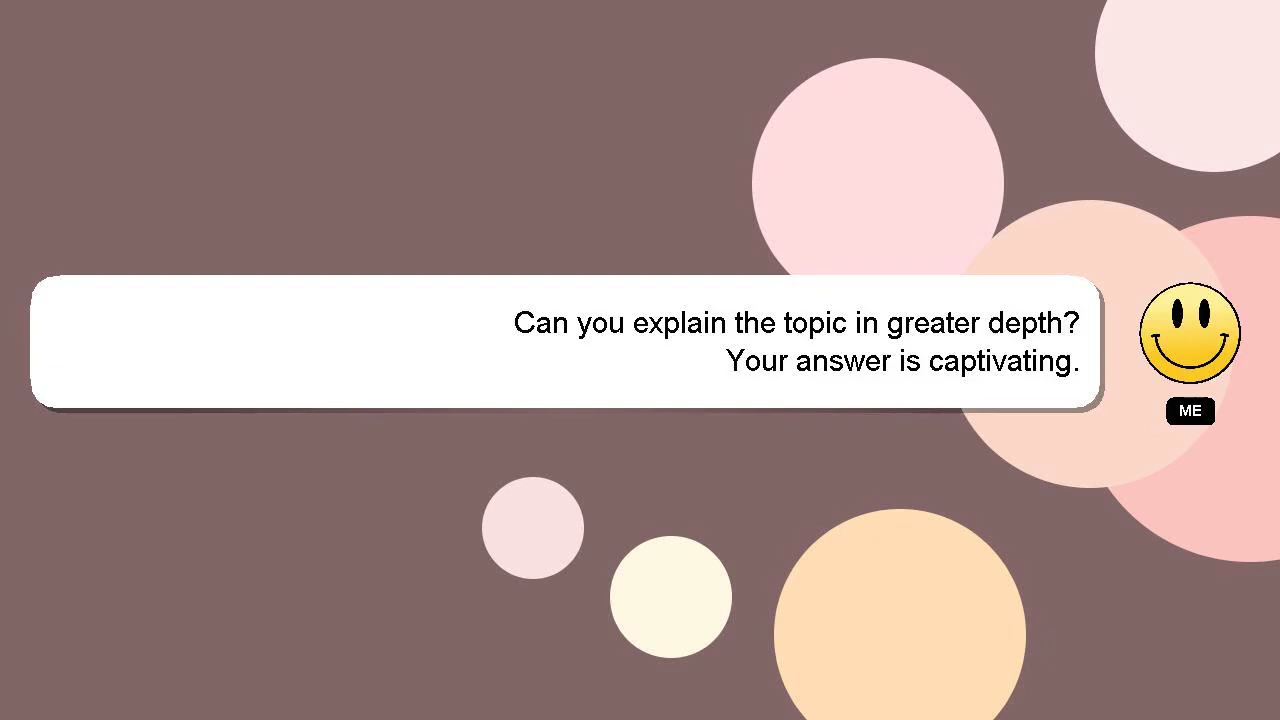 Can you explain the topic in greater depth?
Your answer is captivating.
ME